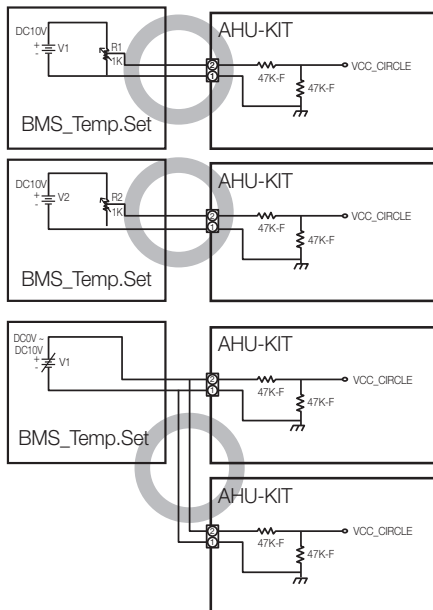 DC10V
+
-
V1
R1
1K
BMS_Temp.Set
AHU-KIT
②
①
47K-F
47K-F
VCC_CIRCLE
DC10V
+
-
V2
R2
1K
BMS_Temp.Set
AHU-KIT
②
①
47K-F
47K-F
VCC_CIRCLE
DC0V ~
DC10V
+
-
V1
BMS_Temp.Set
AHU-KIT
②
①
47K-F
47K-F
VCC_CIRCLE
AHU-KIT
②
①
47K-F
47K-F
VCC_CIRCLE